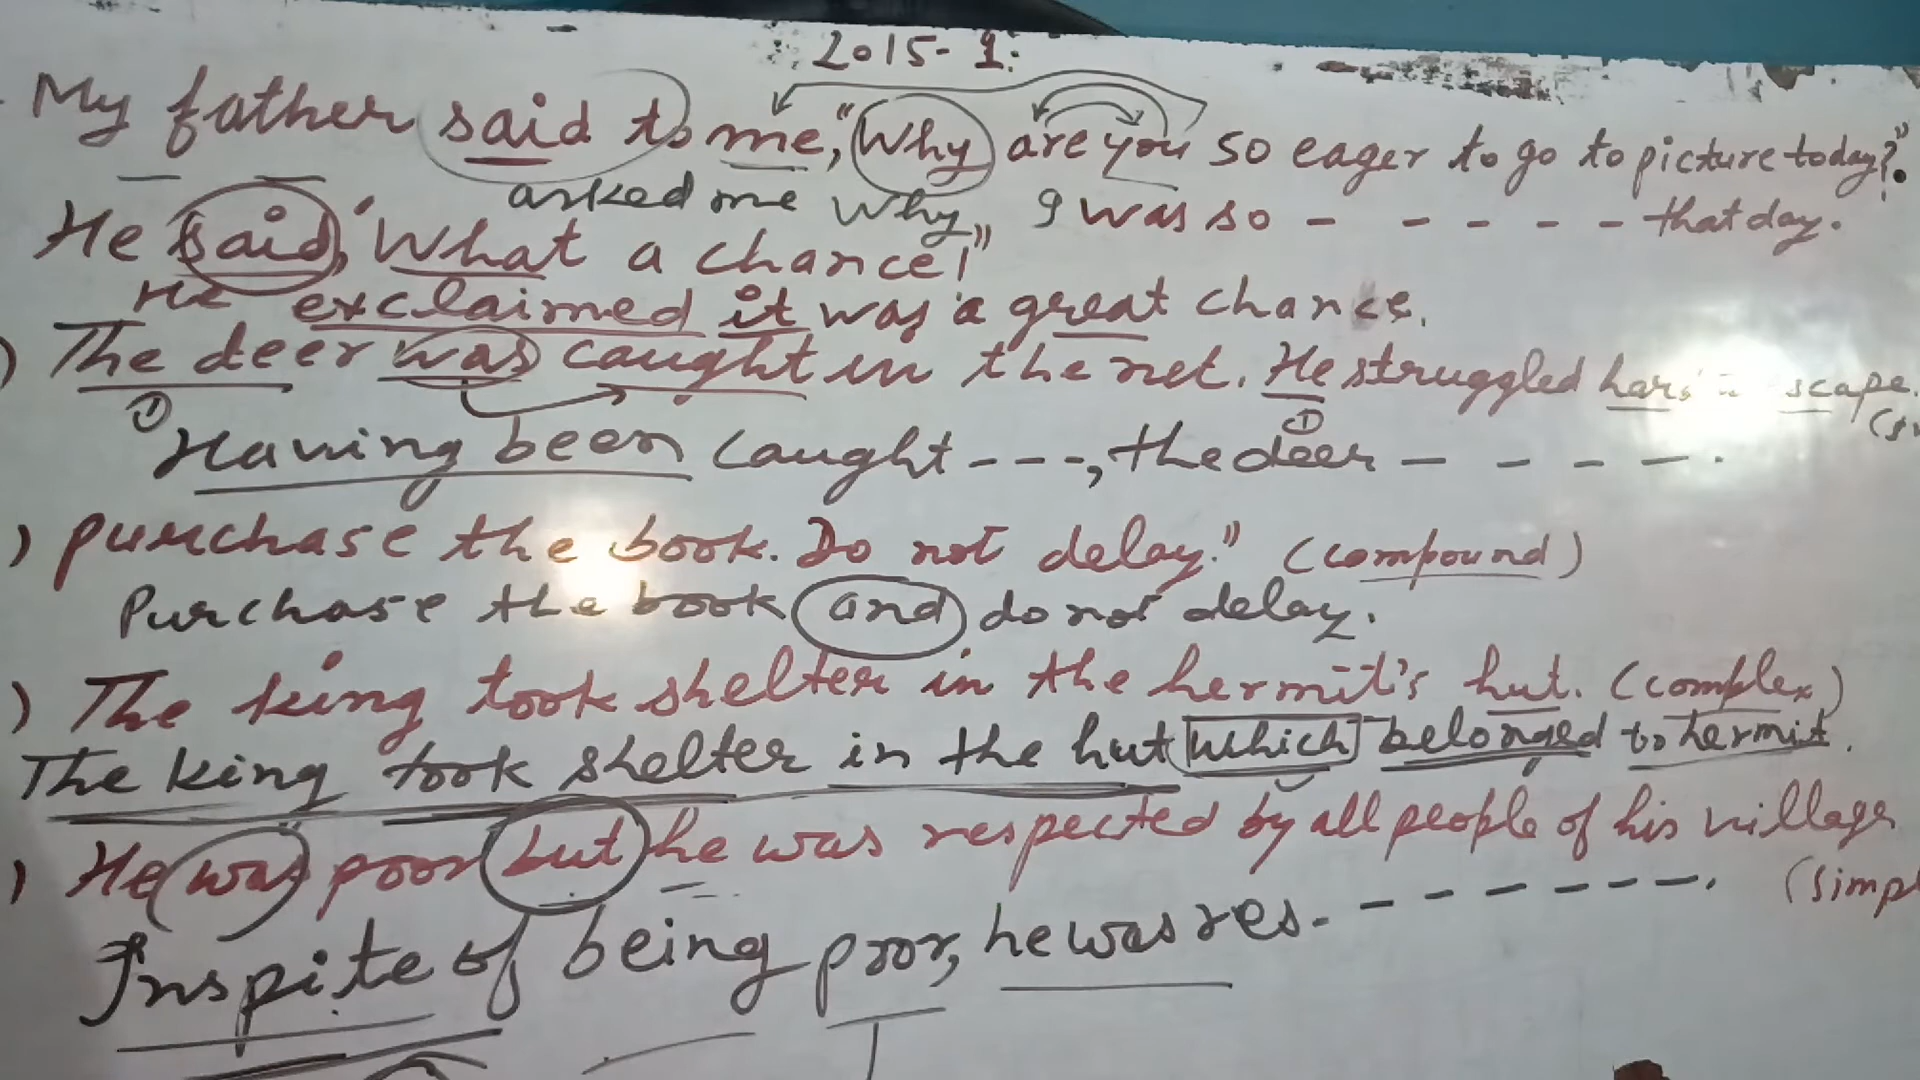 2015- 1:
My father said to me, "Why are you so eager to go to picture today?".
asked me why I was so - - - - - that day.
He said, "What a chance!"
He exclaimed it was a great chance.
) The deer was caught in the net. He struggled hard escape.
① Having been caught ---, the deer - - - - .
①
) purchase the book. Do not delay." (compound)
Purchase the book and do not delay.
) The king took shelter in the hermit's hut. (complex)
The king took shelter in the hut which belonged to hermit.
) He was poor but he was respected by all people of his village
(simpl
Inspite of being poor, he was res. - - - - - - - .